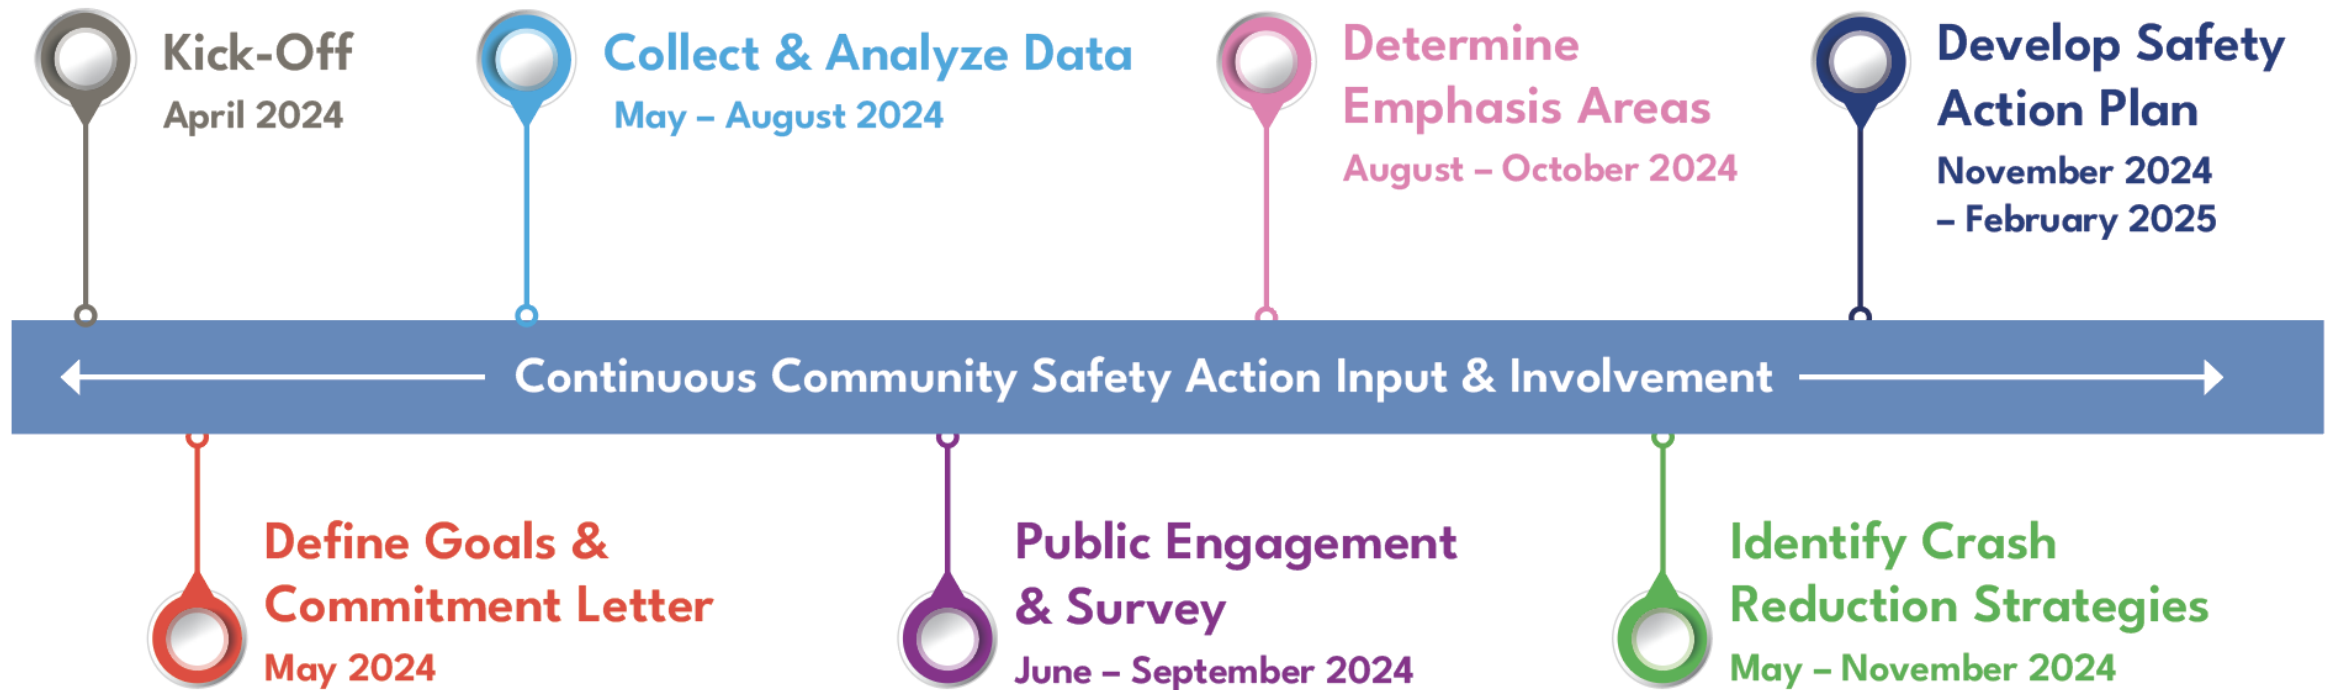 Kick-Off
April 2024
Collect & Analyze Data
May – August 2024
Determine
Emphasis Areas
August – October 2024
Develop Safety
Action Plan
November 2024
– February 2025
Continuous Community Safety Action Input & Involvement
Define Goals &
Commitment Letter
May 2024
Public Engagement
& Survey
June – September 2024
Identify Crash
Reduction Strategies
May – November 2024